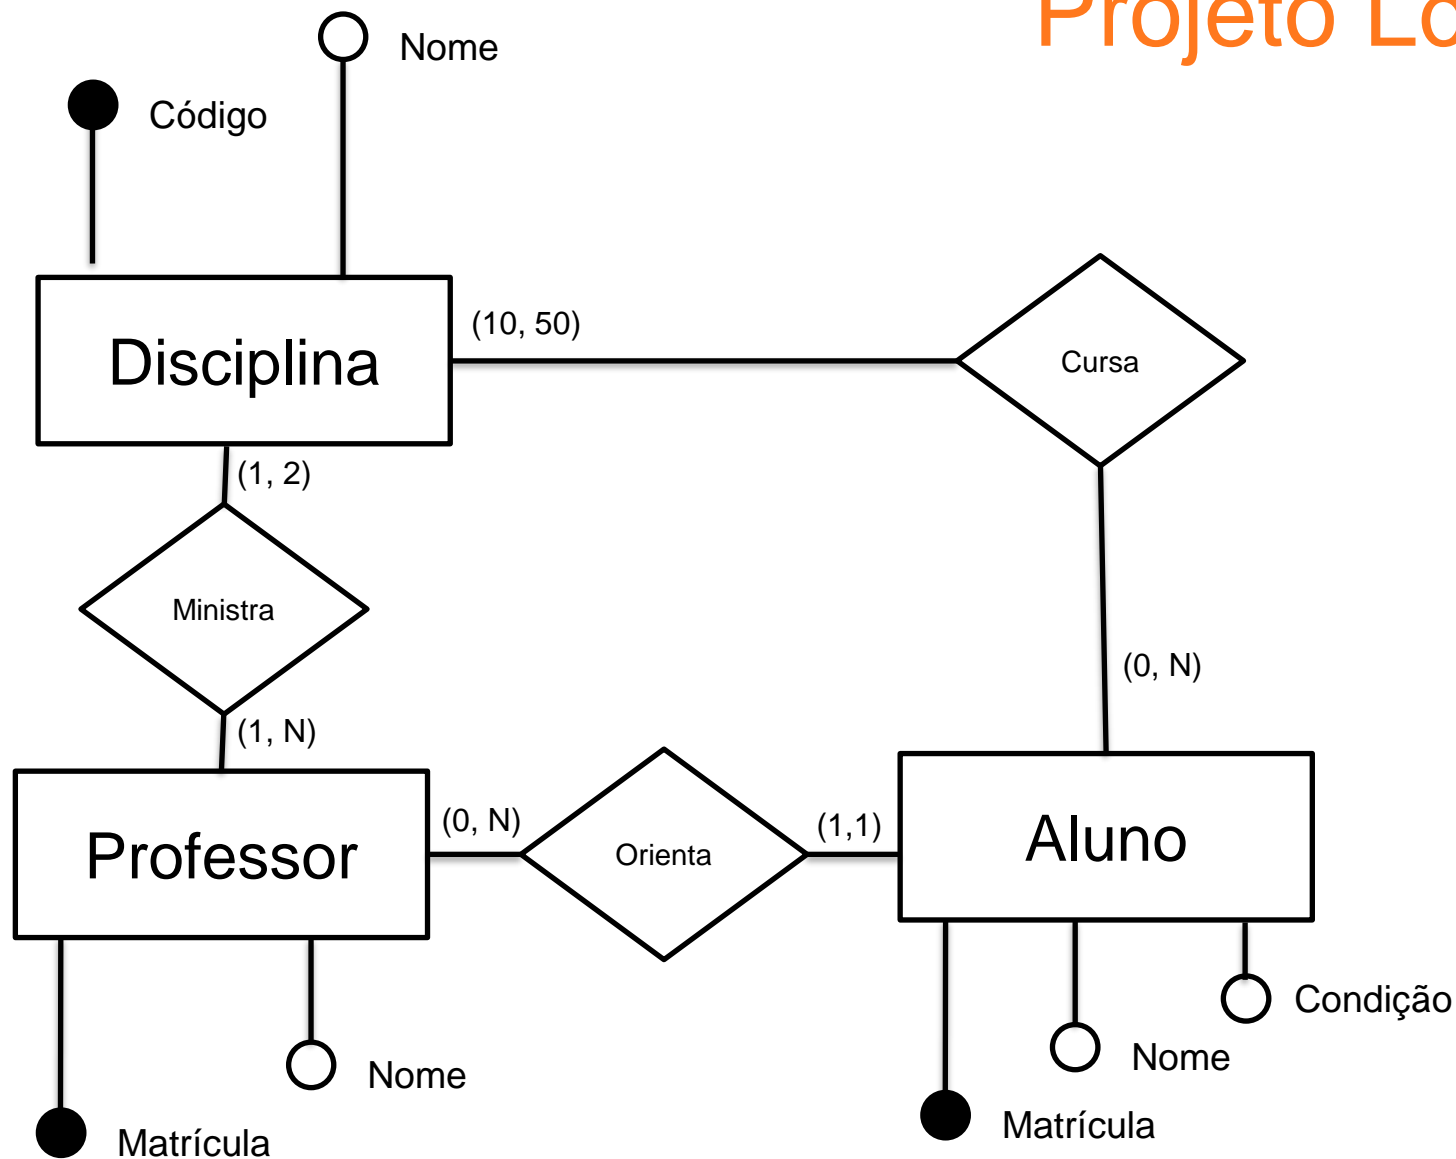 Projeto Lo
Nome
Código
(10, 50)
Disciplina
Cursa
(1, 2)
Ministra
(0, N)
(1, N)
(0, N)
(1,1)
Professor
Orienta
Aluno
Condição
Nome
Nome
Matrícula
Matrícula